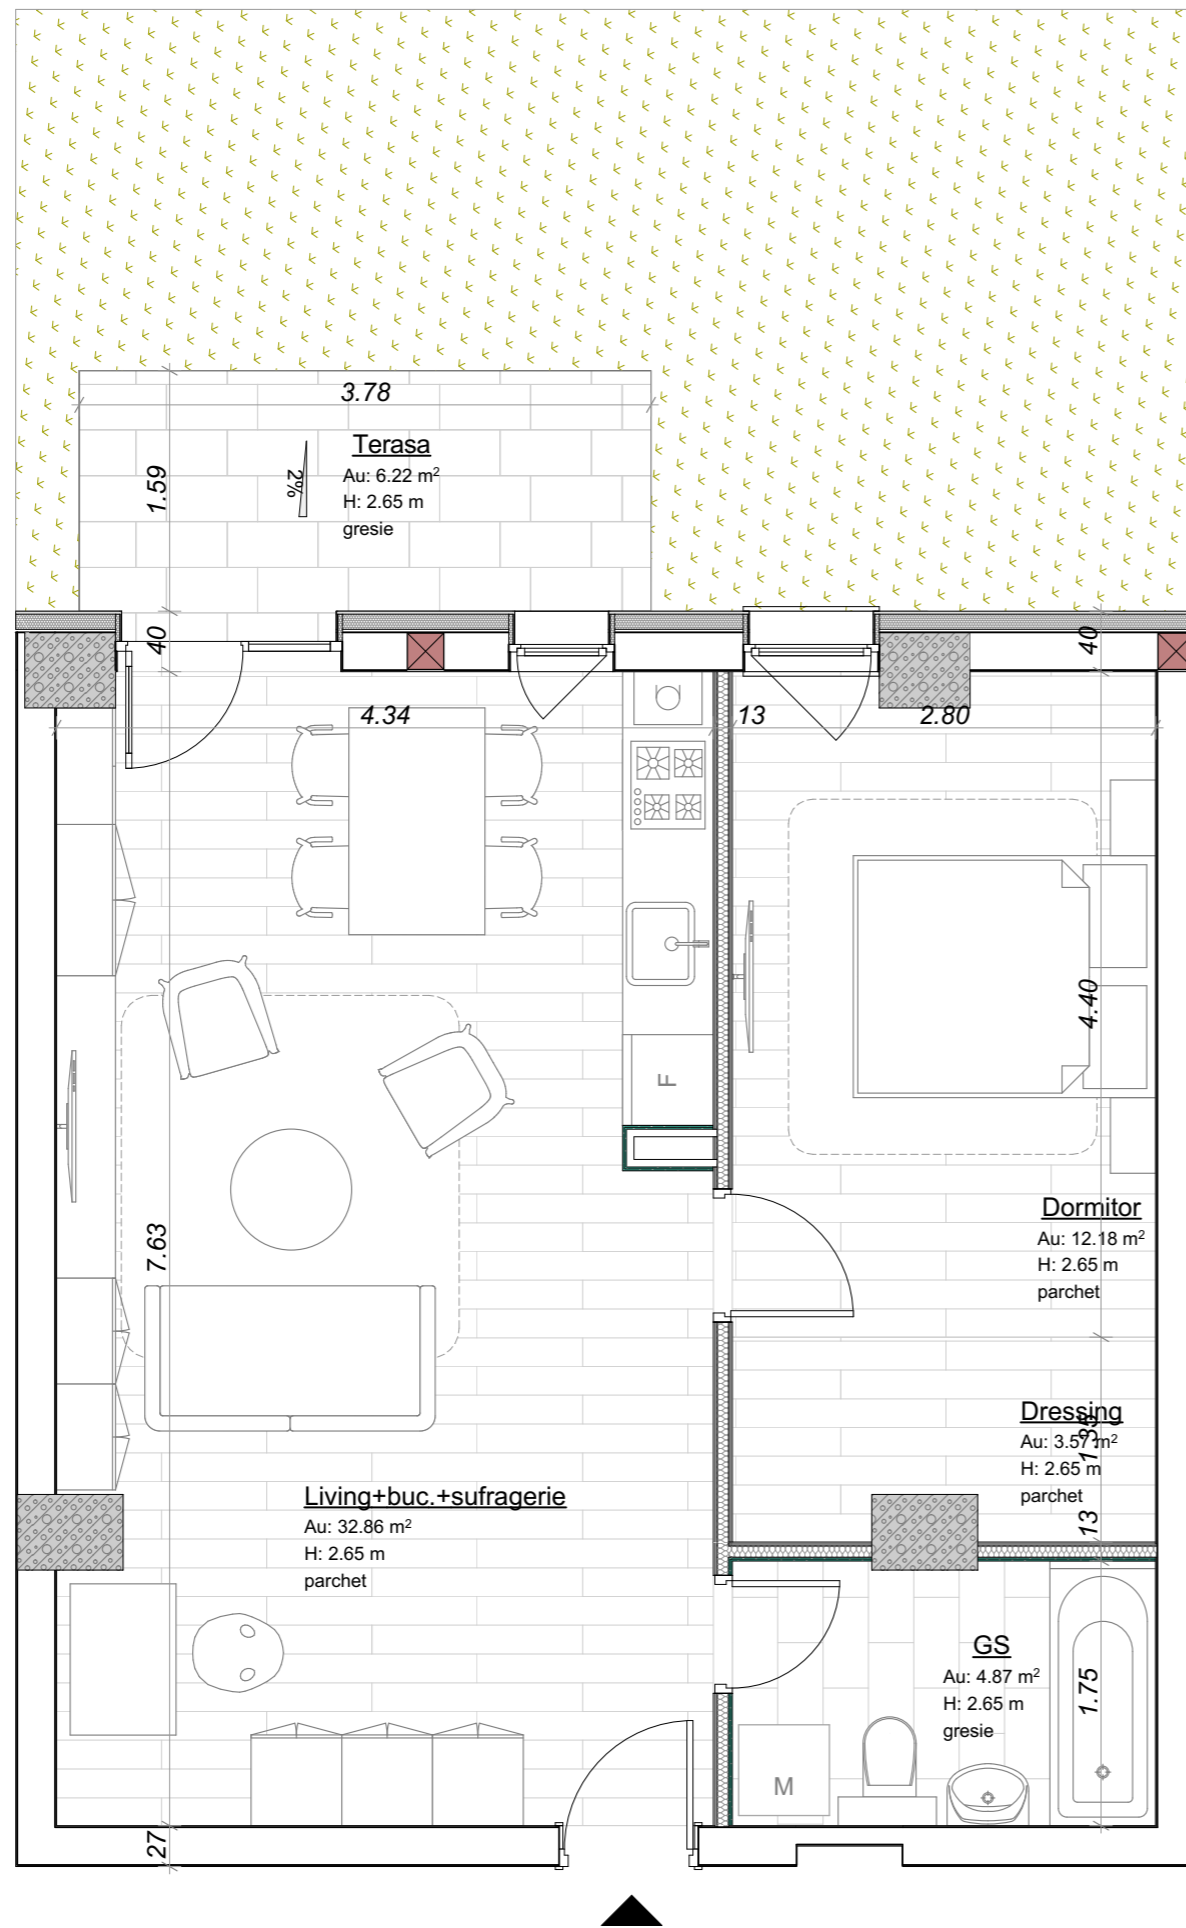 3.78
Terasa
Au: 6.22 m²
H: 2.65 m
gresie
2%
1.59
40
40
4.34
13
2.80
4.40
F
7.63
Dormitor
Au: 12.18 m²
H: 2.65 m
parchet
Dressing
Au: 3.57 m²
H: 2.65 m
parchet
1.35
13
Living+buc.+sufragerie
Au: 32.86 m²
H: 2.65 m
parchet
GS
Au: 4.87 m²
H: 2.65 m
gresie
1.75
M
27